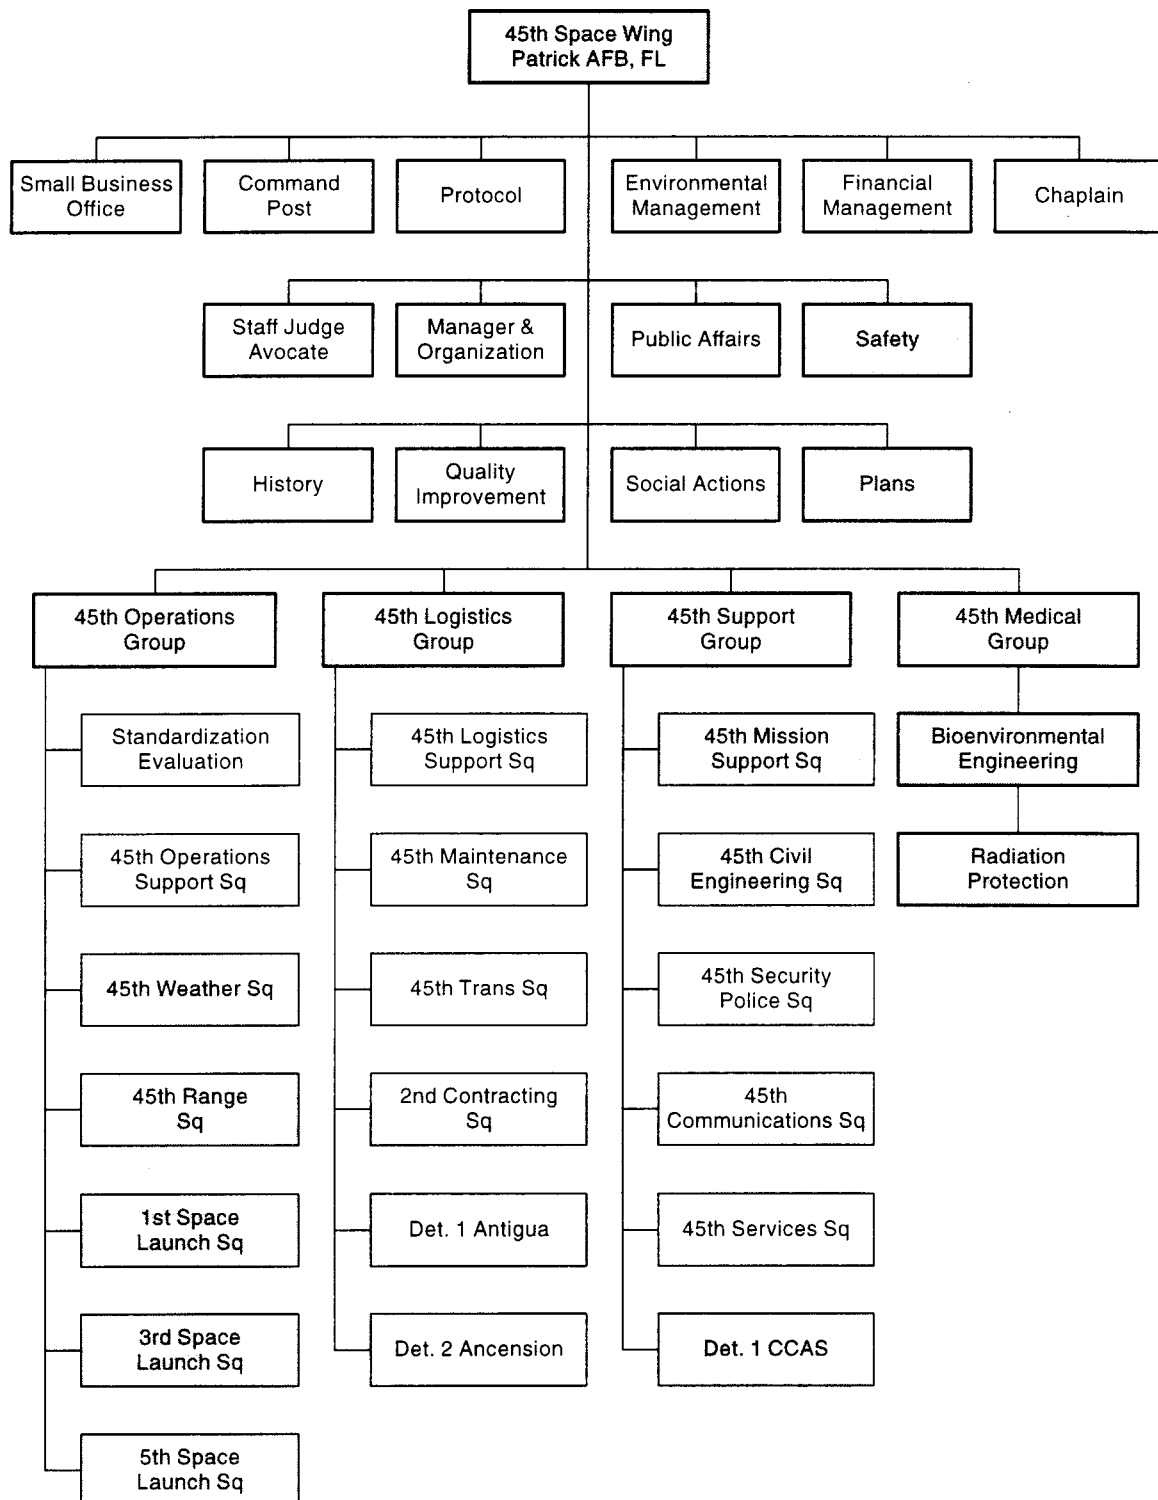 45th Space Wing
Patrick AFB, FL
Small Business
Office
Command
Post
Protocol
Environmental
Management
Financial
Management
Chaplain
Staff Judge
Avocate
Manager &
Organization
Public Affairs
Safety
History
Quality
Improvement
Social Actions
Plans
45th Operations
Group
45th Logistics
Group
45th Support
Group
45th Medical
Group
Standardization
Evaluation
45th Logistics
Support Sq
45th Mission
Support Sq
Bioenvironmental
Engineering
45th Operations
Support Sq
45th Maintenance
Sq
45th Civil
Engineering Sq
Radiation
Protection
45th Weather Sq
45th Trans Sq
45th Security
Police Sq
45th Range
Sq
2nd Contracting
Sq
45th
Communications Sq
1st Space
Launch Sq
Det. 1 Antigua
45th Services Sq
3rd Space
Launch Sq
Det. 2 Ancension
Det. 1 CCAS
5th Space
Launch Sq